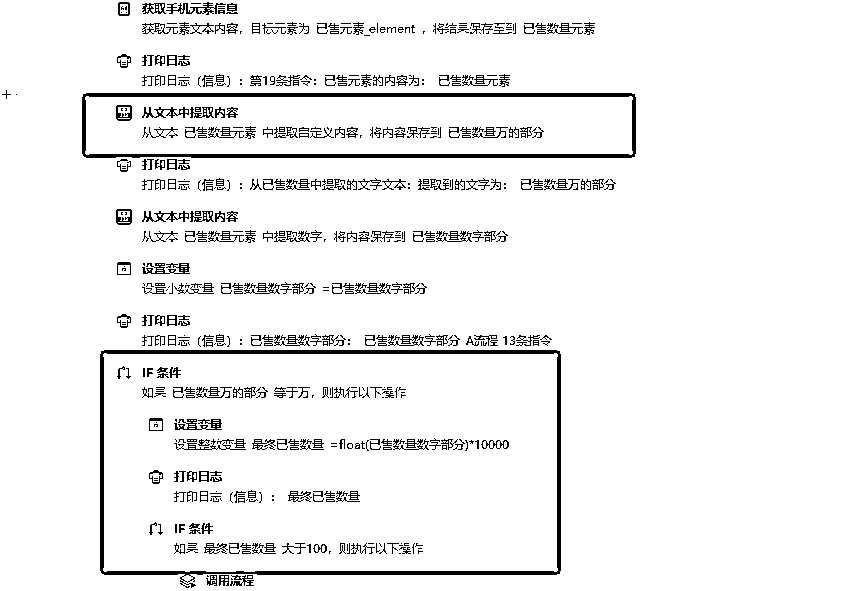 获取手机元素信息
获取元素文本内容，目标元素为 已售元素_element ，将结果保存至到 已售数量元素
打印日志
打印日志（信息）：第19条指令：已售元素的内容为： 已售数量元素
从文本中提取内容
从文本 已售数量元素 中提取自定义内容，将内容保存到 已售数量万的部分
打印日志
打印日志（信息）：从已售数量中提取的文字文本：提取到的文字为： 已售数量万的部分
从文本中提取内容
从文本 已售数量元素 中提取数字，将内容保存到 已售数量数字部分
设置变量
设置小数变量 已售数量数字部分 =已售数量数字部分
打印日志
打印日志（信息）：已售数量数字部分： 已售数量数字部分 A流程 13条指令
IF 条件
如果 已售数量万的部分 等于万，则执行以下操作
设置变量
设置整数变量 最终已售数量 =float(已售数量数字部分)*10000
打印日志
打印日志（信息）： 最终已售数量
IF 条件
如果 最终已售数量 大于100，则执行以下操作
调用流程